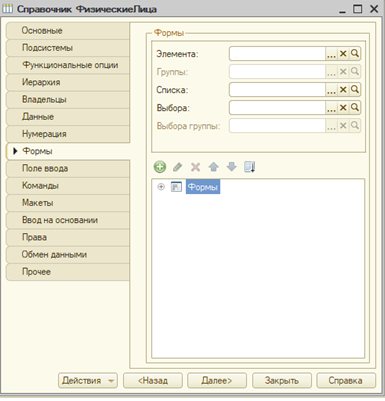 Справочник ФизическиеЛица
Основные
Подсистемы
Функциональные опции
Иерархия
Владельцы
Данные
Нумерация
Формы
Поле ввода
Команды
Макеты
Ввод на основании
Права
Обмен данными
Прочее
Формы
Элемента:
Группы:
Списка:
Выбора:
Выбора группы:
Формы
Действия
<Назад
Далее>
Закрыть
Справка